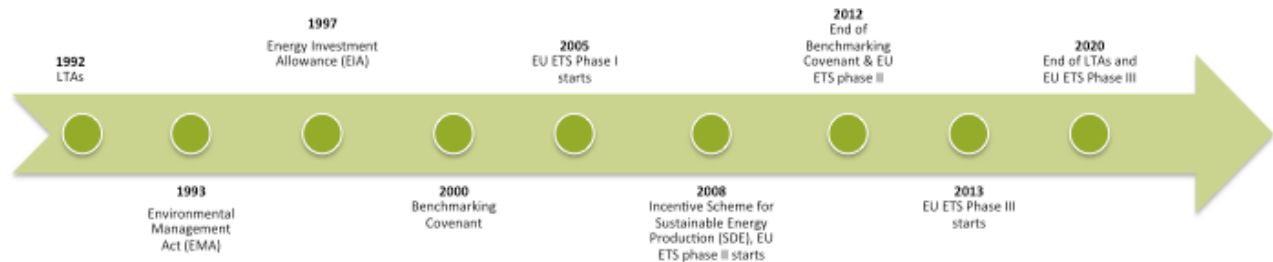 1992
LTAs
1993
Environmental
Management
Act (EMA)
1997
Energy Investment
Allowance (EIA)
2000
Benchmarking
Covenant
2005
EU ETS Phase I
starts
2008
Incentive Scheme for
Sustainable Energy
Production (SDE), EU
ETS phase II starts
2012
End of
Benchmarking
Covenant & EU
ETS phase II
2013
EU ETS Phase III
starts
2020
End of LTAs and
EU ETS Phase III